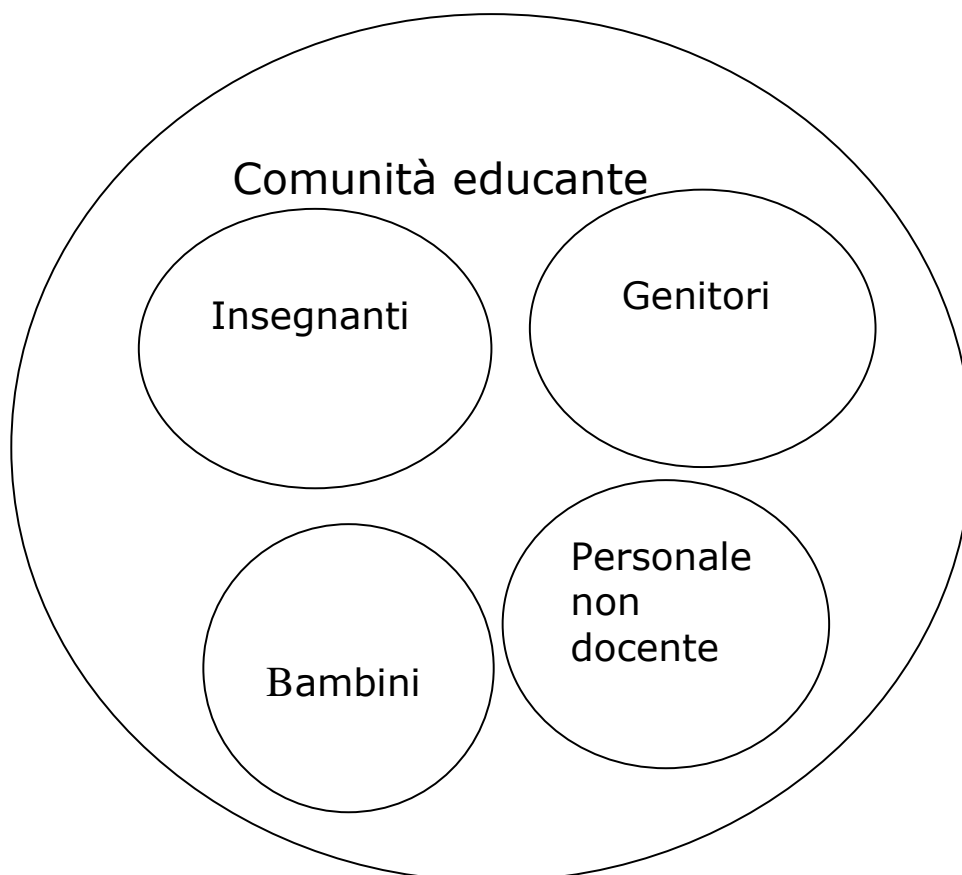 Comunità educante
Insegnanti
Genitori
Bambini
Personale
non
docente